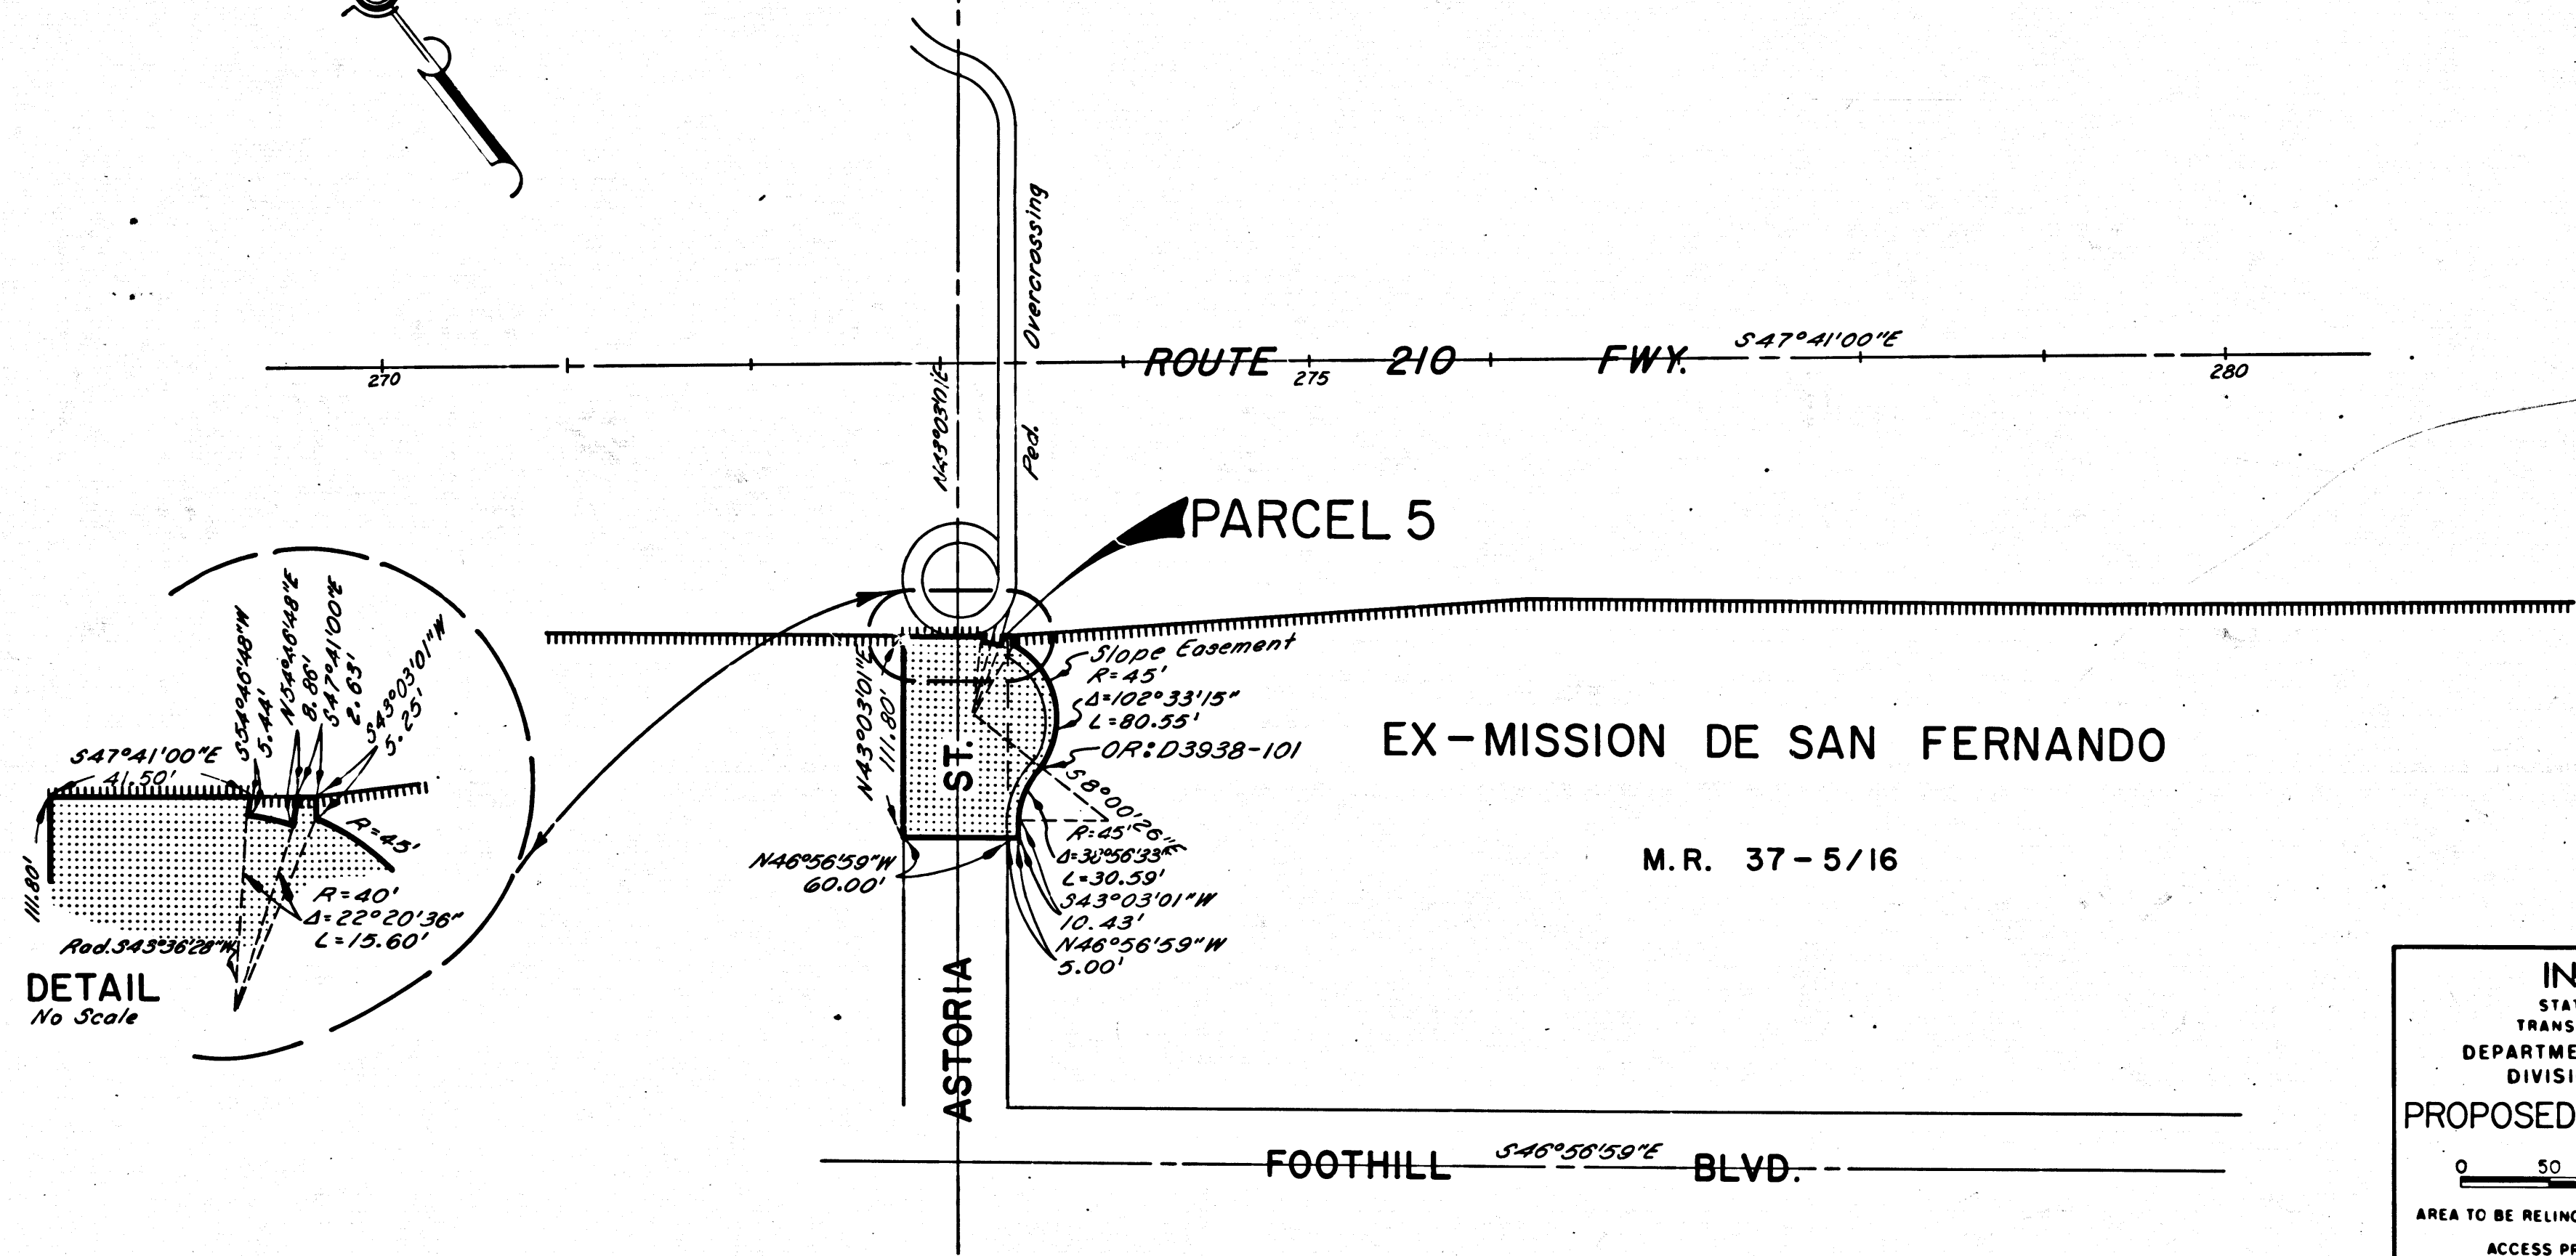 Ped. Overcrossing
ROUTE 210 FWY.
S47°41'00"E
270
275
280
N43°03'01"E
PARCEL 5
S54°46'48"W
5.44'
N54°46'48"E
8.86'
S47°41'00"E
2.63'
S43°03'01"W
5.25'
S47°41'00"E
41.50'
111.80'
R=45'
R=40'
Δ=22°20'36"
L=15.60'
Rad. S43°36'28"W
DETAIL
No Scale
N43°03'01"E
111.80'
Slope Easement
R=45'
Δ=102°33'15"
L=80.55'
OR: D3938-101
S8°00'26"E
R=45'
Δ=38°56'33"
L=30.59'
S43°03'01"W
10.43'
N46°56'59"W
5.00'
N46°56'59"W
60.00'
ASTORIA ST.
EX-MISSION DE SAN FERNANDO
M.R. 37-5/16
FOOTHILL BLVD.
S46°56'59"E
IN
STA
TRANS
DEPARTME
DIVISI
PROPOSED
0 50
AREA TO BE RELINQ
ACCESS PR